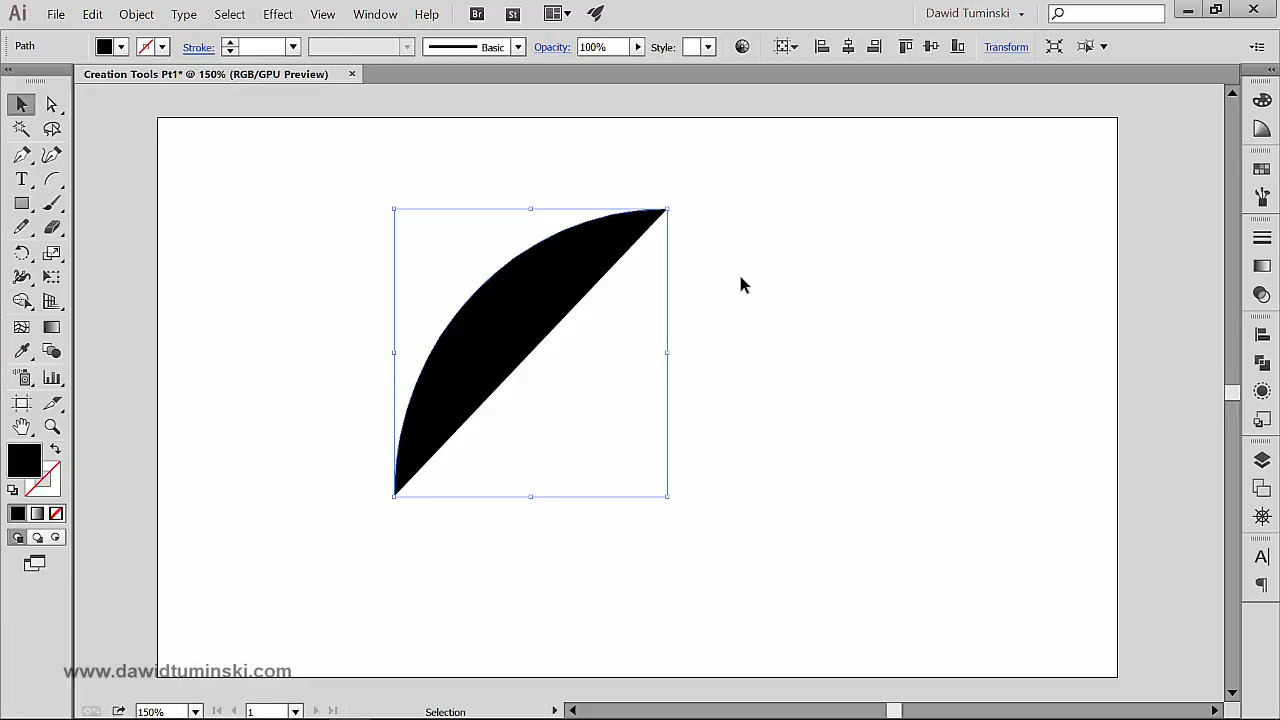 Ai File Edit Object Type Select Effect View Window Help Br St Dawid Tuminski
Path Stroke: Basic Opacity: 100% Style: Transform
Creation Tools Pt1* @ 150% (RGB/GPU Preview)
www.dawidtuminski.com
150% 1 Selection